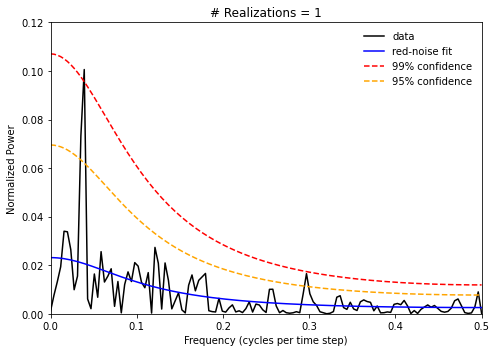 # Realizations = 1
0.12
0.10
0.08
0.06
0.04
0.02
0.00
Normalized Power
data
red-noise fit
99% confidence
95% confidence
0.0 0.1 0.2 0.3 0.4 0.5
Frequency (cycles per time step)